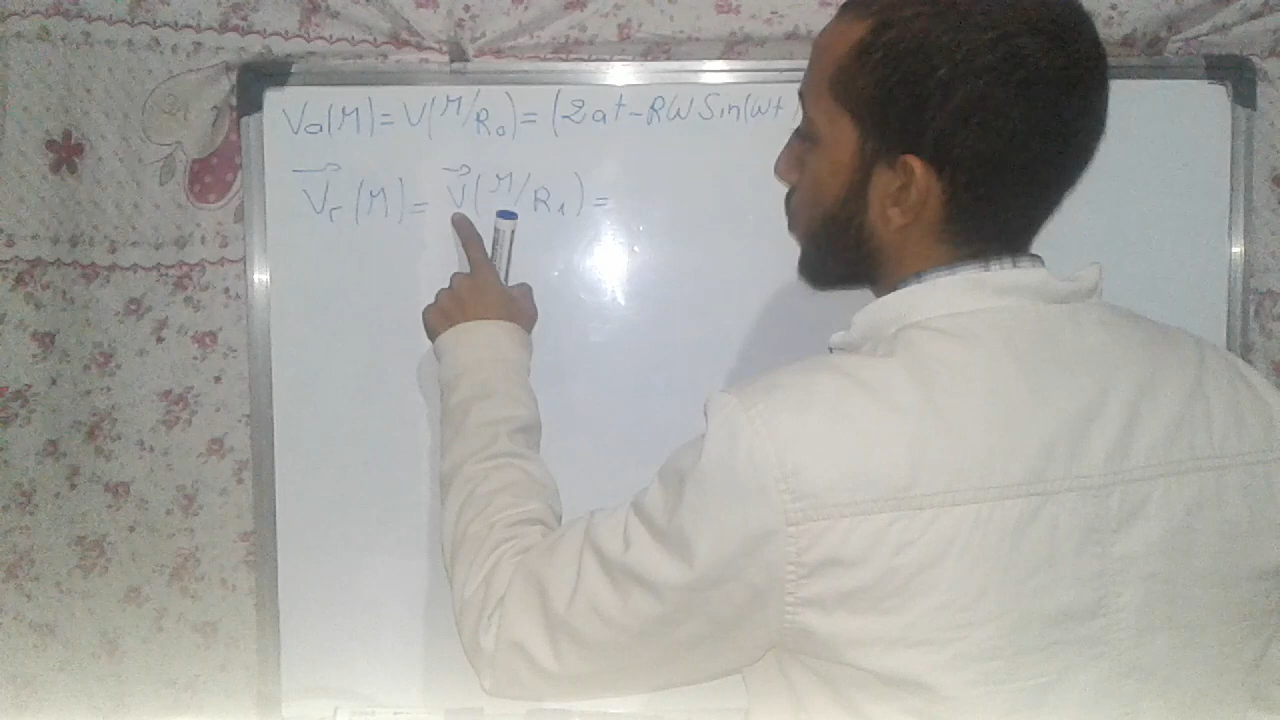 Va(M) = V(M/R₀) = (2at - RW Sin(Wt
V⃗r(M) = V⃗(M/R₁) =